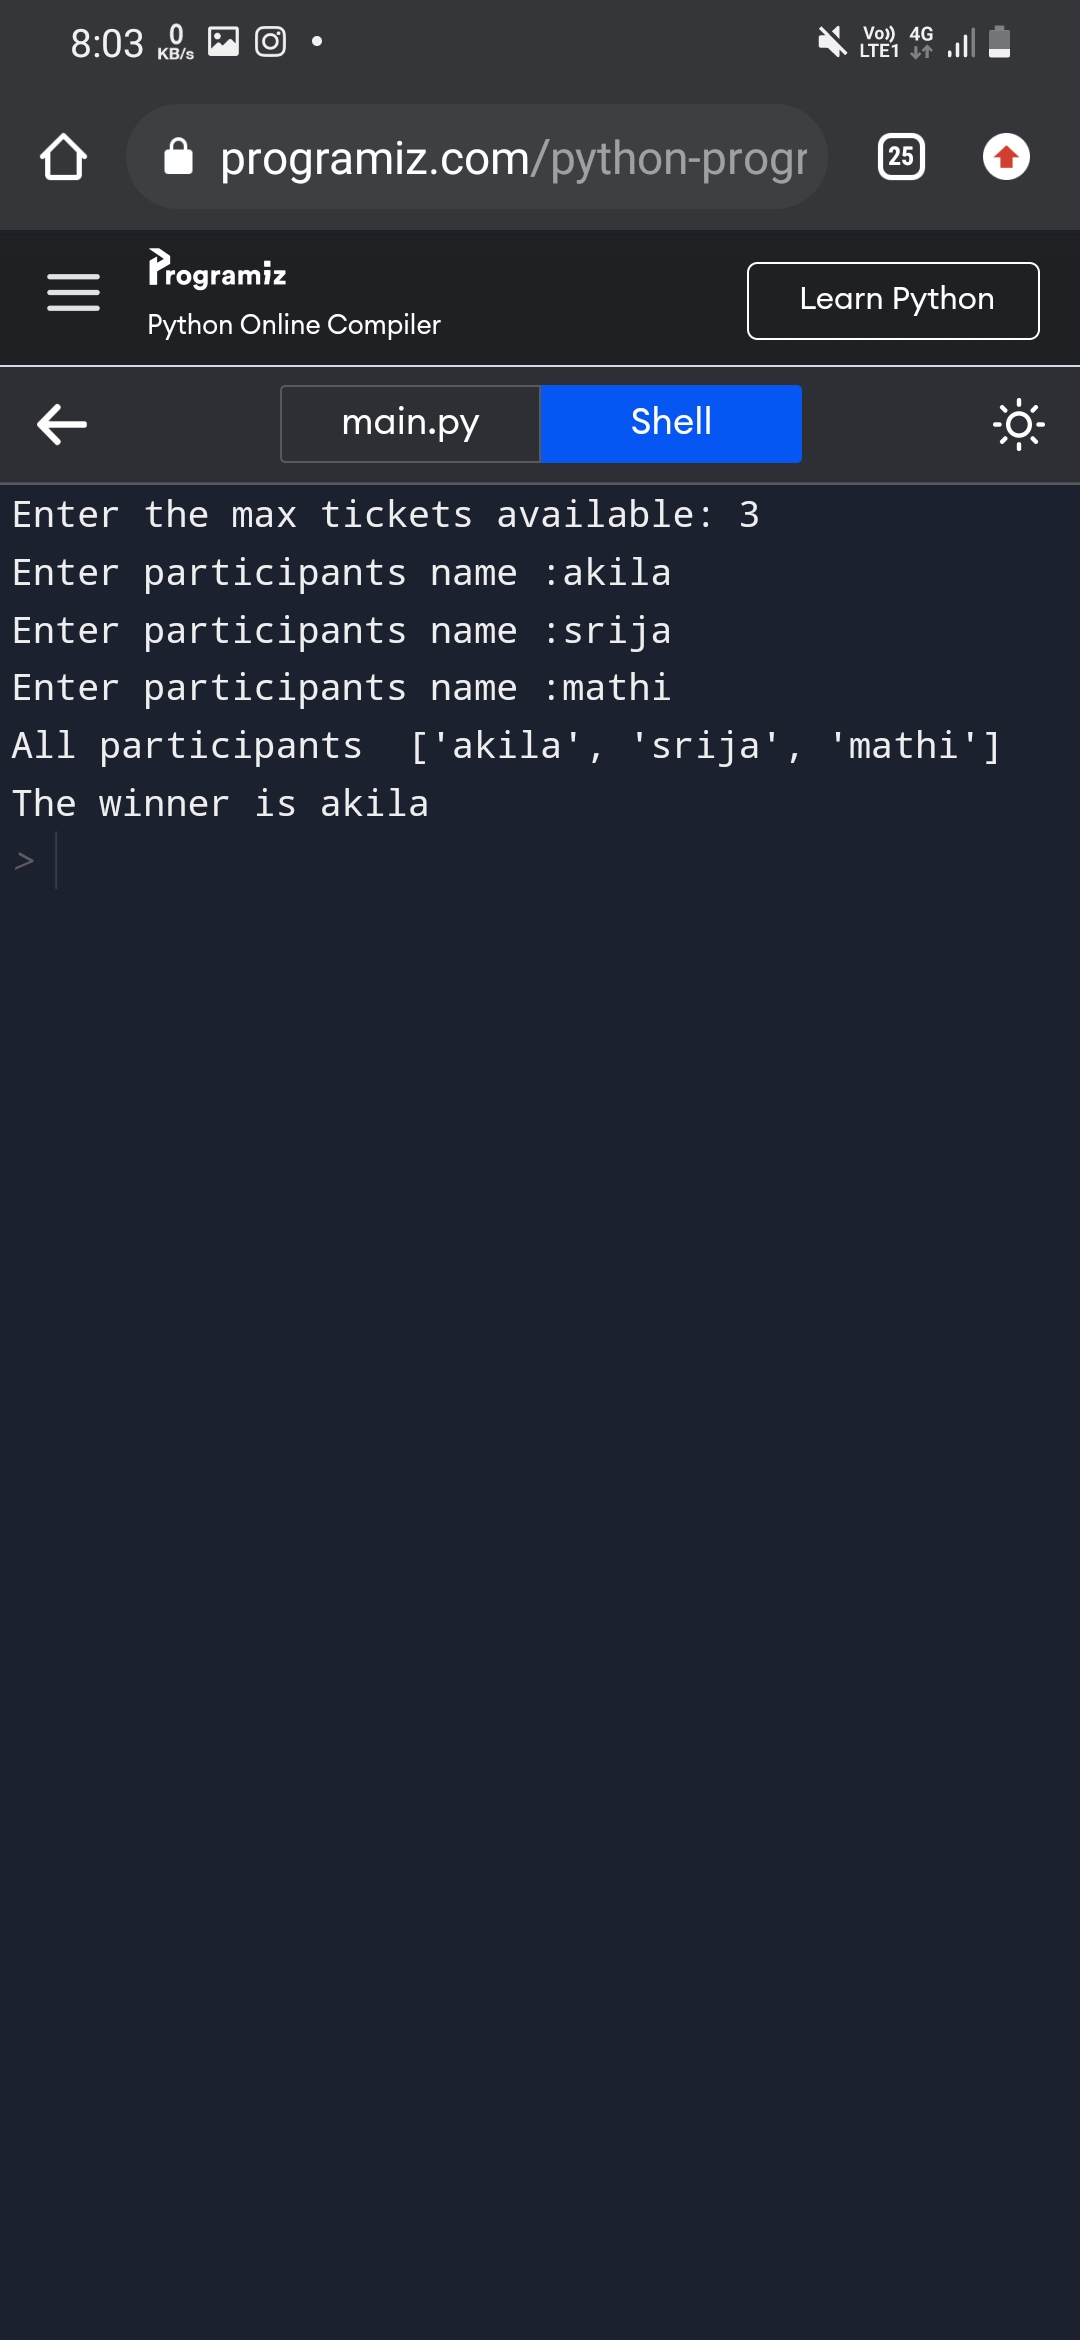 8:03 0 KB/s Vo)) LTE1 4G
programiz.com/python-progr 25
Programiz
Python Online Compiler
Learn Python
main.py Shell
Enter the max tickets available: 3
Enter participants name :akila
Enter participants name :srija
Enter participants name :mathi
All participants  ['akila', 'srija', 'mathi']
The winner is akila
>